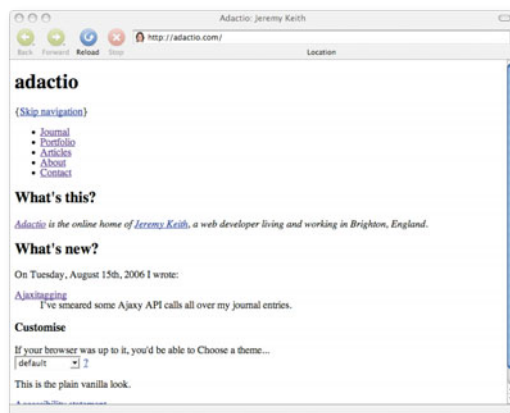 Adactio: Jeremy Keith
http://adactio.com/
Back Forward Reload Stop Location
adactio
{Skip navigation}
Journal
Portfolio
Articles
About
Contact
What's this?
Adactio is the online home of Jeremy Keith, a web developer living and working in Brighton, England.
What's new?
On Tuesday, August 15th, 2006 I wrote:
Ajaxitagging
I've smeared some Ajaxy API calls all over my journal entries.
Customise
If your browser was up to it, you'd be able to Choose a theme...
default ?
This is the plain vanilla look.
Accessibility statement